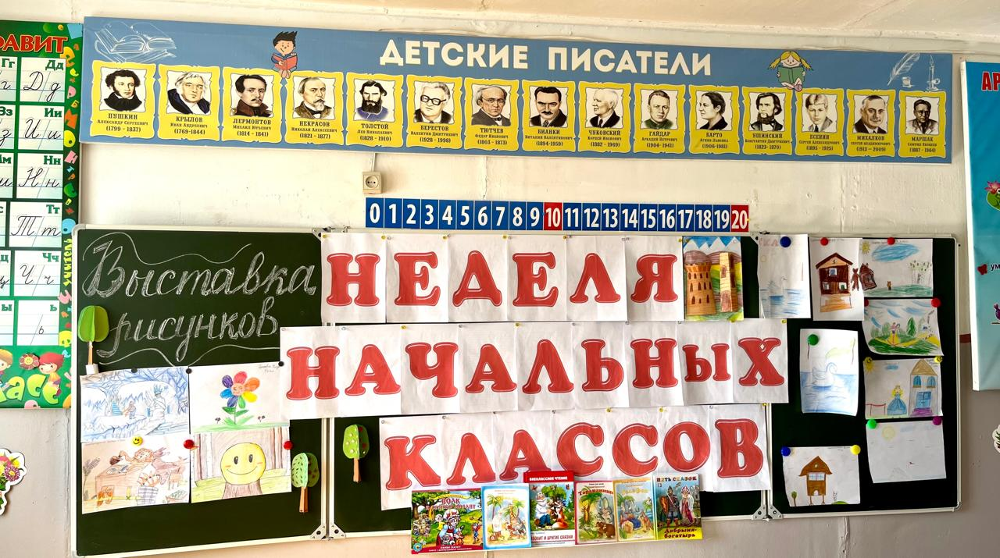 ДЕТСКИЕ ПИСАТЕЛИ
ПУШКИН
АЛЕКСАНДР СЕРГЕЕВИЧ
(1799 - 1837)
КРЫЛОВ
ИВАН АНДРЕЕВИЧ
(1769-1844)
ЛЕРМОНТОВ
МИХАИЛ ЮРЬЕВИЧ
(1814 - 1841)
НЕКРАСОВ
НИКОЛАЙ АЛЕКСЕЕВИЧ
(1821 - 1877)
ТОЛСТОЙ
ЛЕВ НИКОЛАЕВИЧ
(1828 - 1910)
БЕРЕСТОВ
ВАЛЕНТИН ДМИТРИЕВИЧ
(1928 - 1998)
ТЮТЧЕВ
ФЕДОР ИВАНОВИЧ
(1803 - 1873)
БИАНКИ
ВИТАЛИЙ ВАЛЕНТИНОВИЧ
(1894-1959)
ЧУКОВСКИЙ
КОРНЕЙ ИВАНОВИЧ
(1882 - 1969)
ГАЙДАР
АРКАДИЙ ПЕТРОВИЧ
(1904- 1941)
БАРТО
АГНИЯ ЛЬВОВНА
(1906-1981)
УШИНСКИЙ
КОНСТАНТИН ДМИТРИЕВИЧ
(1823- 1870)
ЕСЕНИН
СЕРГЕЙ АЛЕКСАНДРОВИЧ
(1895 - 1925)
МИХАЛКОВ
СЕРГЕЙ ВЛАДИМИРОВИЧ
(1913 — 2009)
МАРШАК
САМУИЛ ЯКОВЛЕВИЧ
(1887 - 1964)
ФАВИТ
Гг Дд
Д д
Зз Ии
И и
Мм Нн
Н н
Тт
Т т
Чч
Ч ч
Ы Ь
ь
асс
АР
ум
0 1 2 3 4 5 6 7 8 9 10 11 12 13 14 15 16 17 18 19 20
Выставка
рисунков
НЕДЕЛЯ
НАЧАЛЬНЫХ
КЛАССОВ
ВНЕКЛАССНОЕ ЧТЕНИЕ
ВОЛК
АЙБОЛИТ И ДРУГИЕ СКАЗКИ
Тараканище
ПЯТЬ СКАЗОК
Добрыня-
богатырь